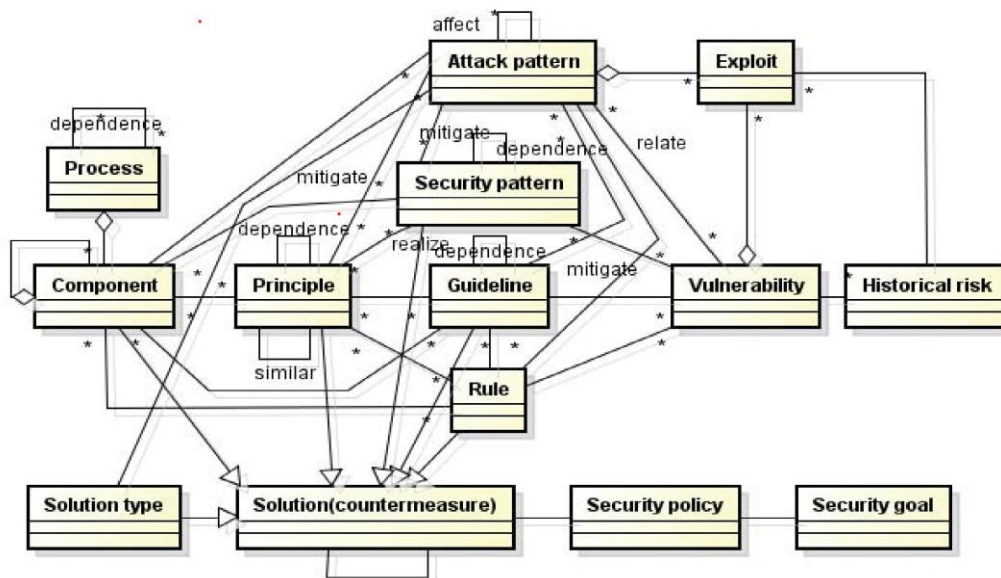 affect
*
Attack pattern
Exploit
*
*
*
*
*
*
dependence
*
*
*
*
mitigate
*
relate
dependence
Process
mitigate
*
Security pattern
*
dependence
*
realize
*
dependence
*
mitigate
*
*
*
*
*
*
Component
*
Principle
Guideline
Vulnerability
Historical risk
*
*
*
*
*
*
*
*
*
*
*
*
similar
*
Rule
*
Solution type
Solution(countermeasure)
Security policy
Security goal